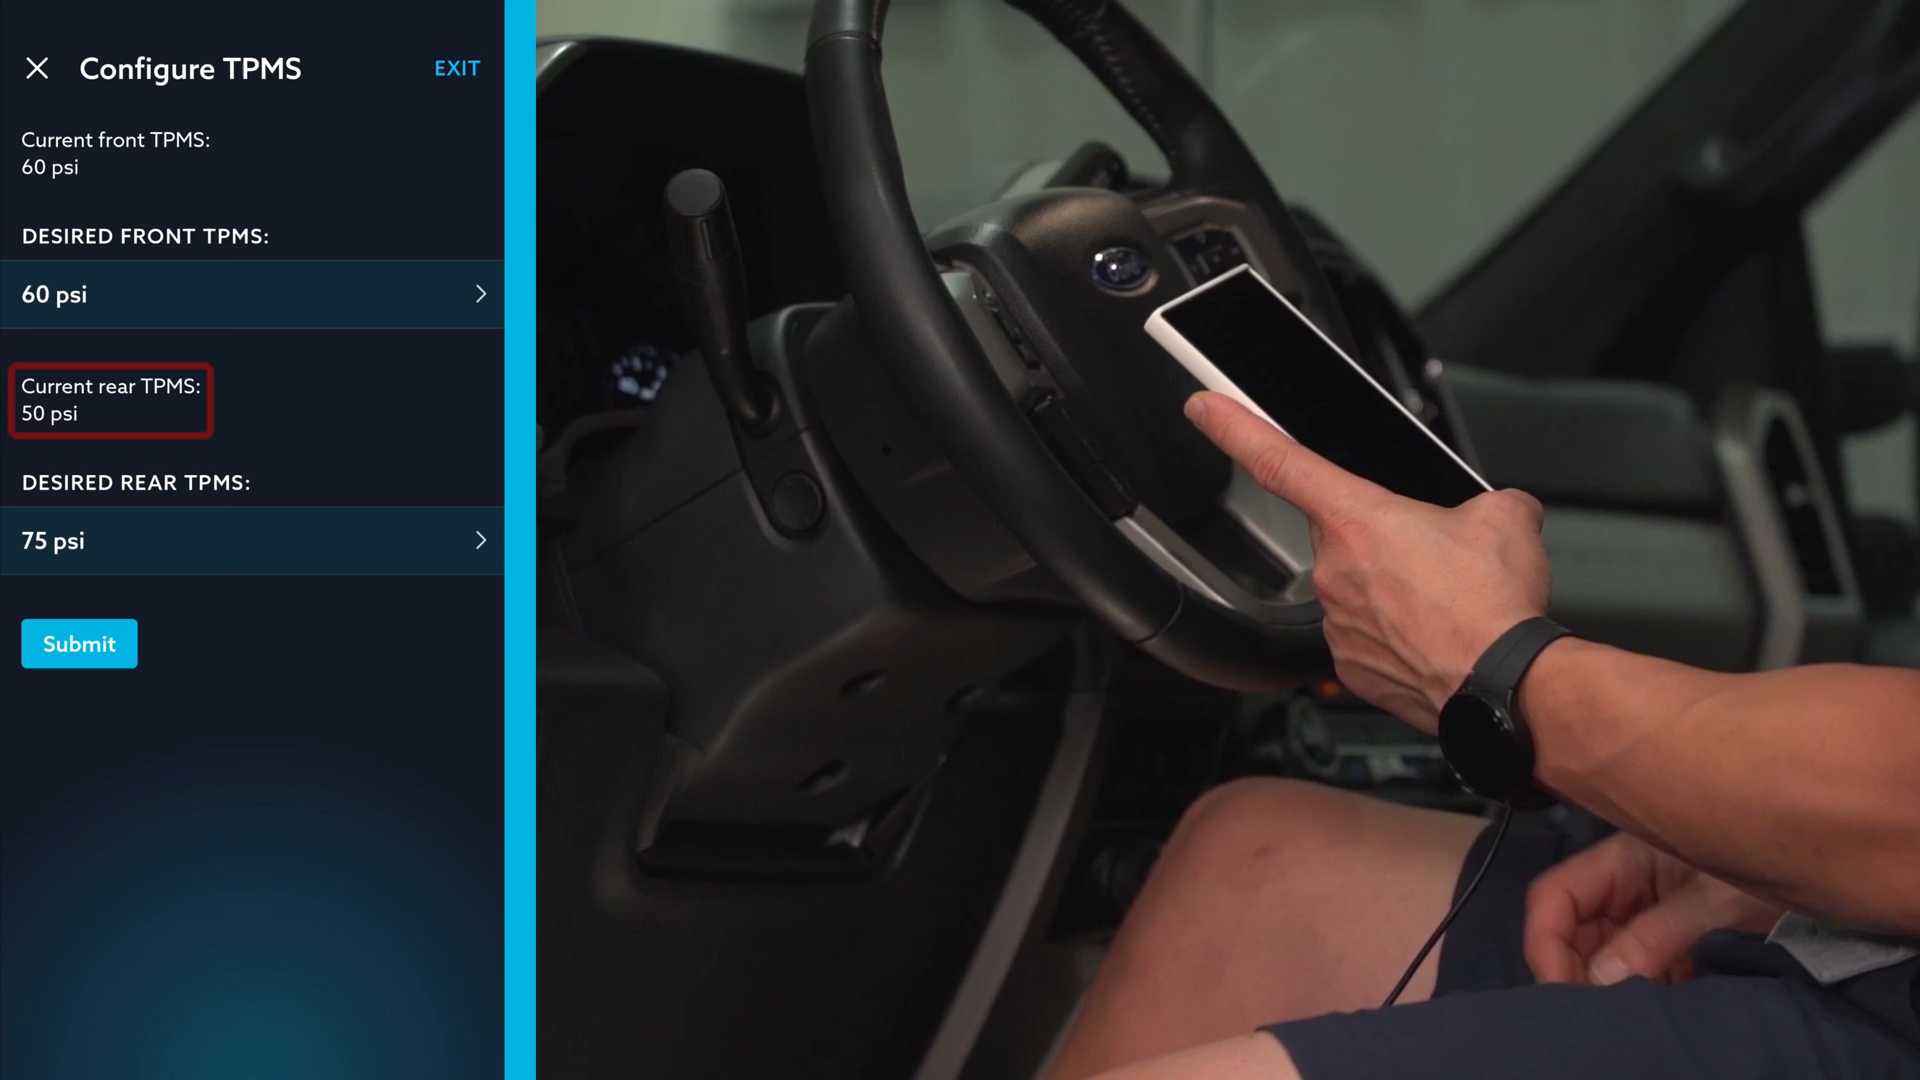 Configure TPMS
EXIT
Current front TPMS:
60 psi
DESIRED FRONT TPMS:
60 psi
Current rear TPMS:
50 psi
DESIRED REAR TPMS:
75 psi
Submit